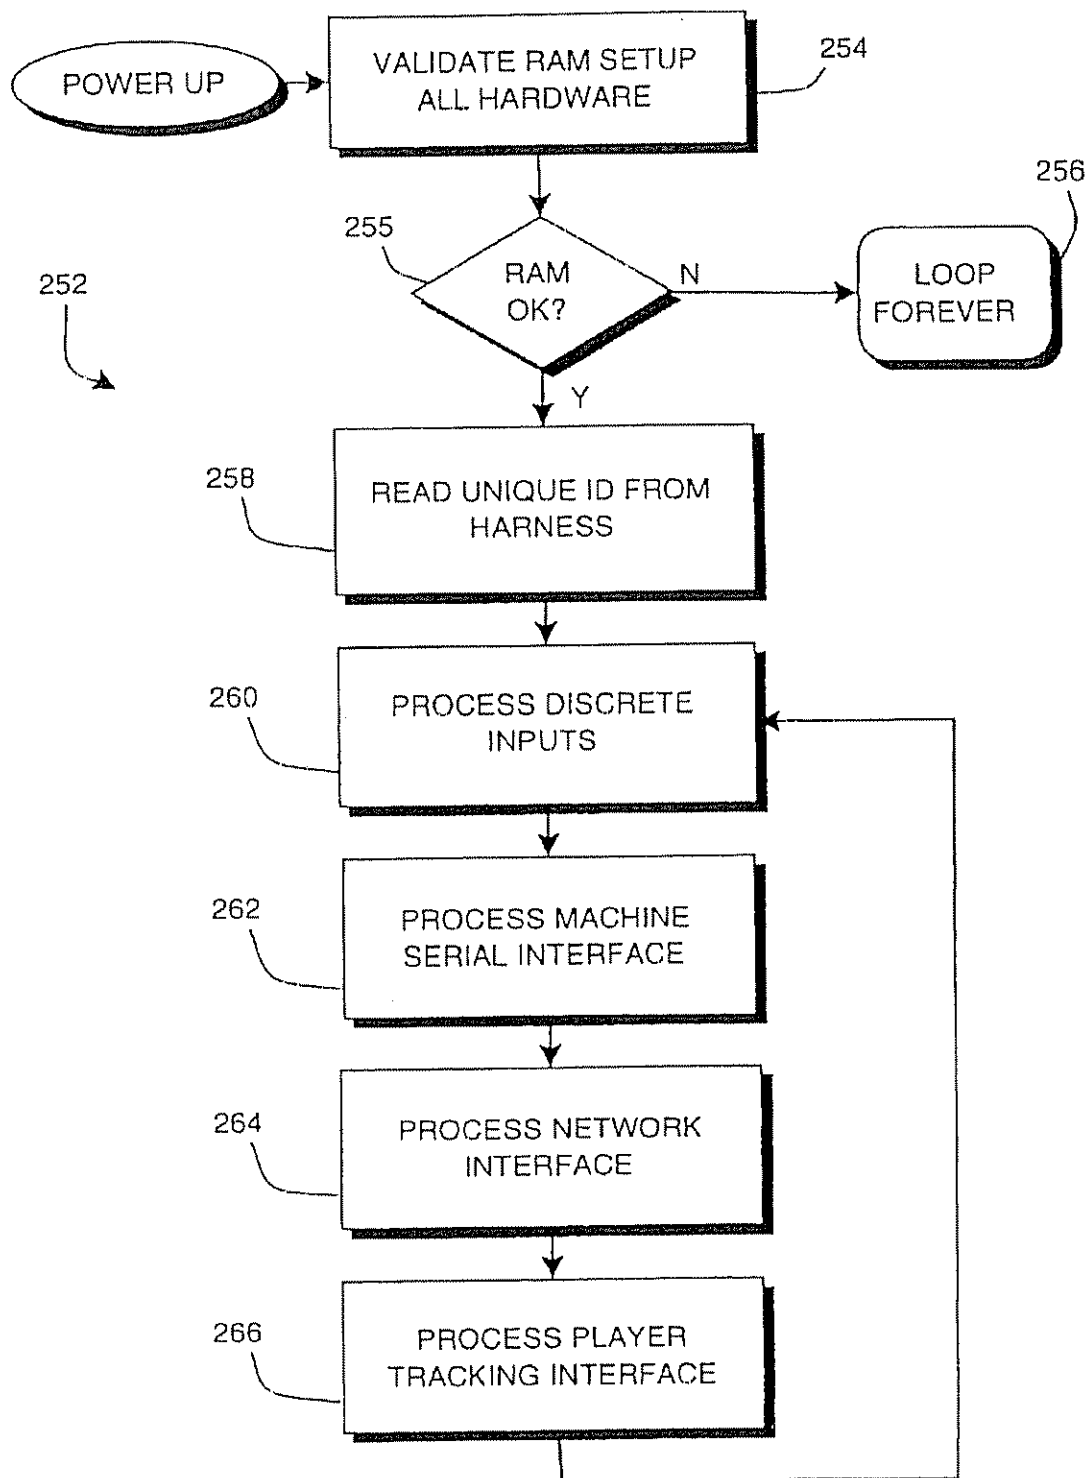 POWER UP
VALIDATE RAM SETUP
ALL HARDWARE
254
256
255
RAM
OK?
N
LOOP
FOREVER
252
Y
258
READ UNIQUE ID FROM
HARNESS
260
PROCESS DISCRETE
INPUTS
262
PROCESS MACHINE
SERIAL INTERFACE
264
PROCESS NETWORK
INTERFACE
266
PROCESS PLAYER
TRACKING INTERFACE